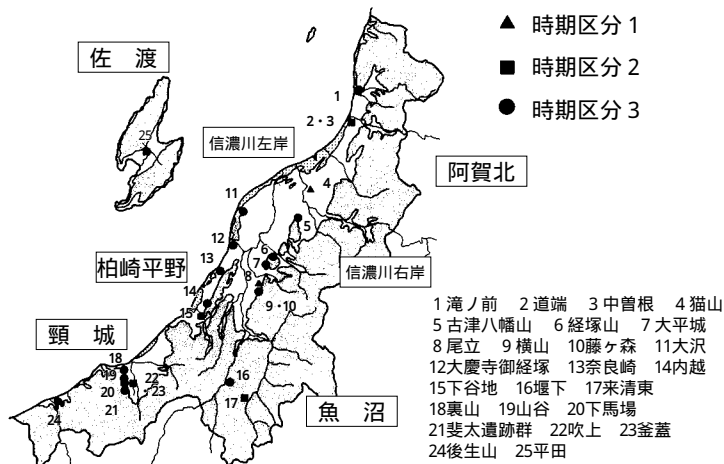 ▲ 時期区分1
■ 時期区分2
● 時期区分3
佐渡
25
信濃川左岸
阿賀北
1
2・3
4
11
5
12
6
7
信濃川右岸
柏崎平野
13
8
9・10
14
15
頸城
18
19
20
21
22
・23
24
16
17
魚沼
1滝ノ前 2道端 3中曽根 4猫山
5古津八幡山 6経塚山 7大平城
8尾立 9横山 10藤ヶ森 11大沢
12大慶寺御経塚 13奈良崎 14内越
15下谷地 16堰下 17来清東
18裏山 19山谷 20下馬場
21斐太遺跡群 22吹上 23釜蓋
24後生山 25平田